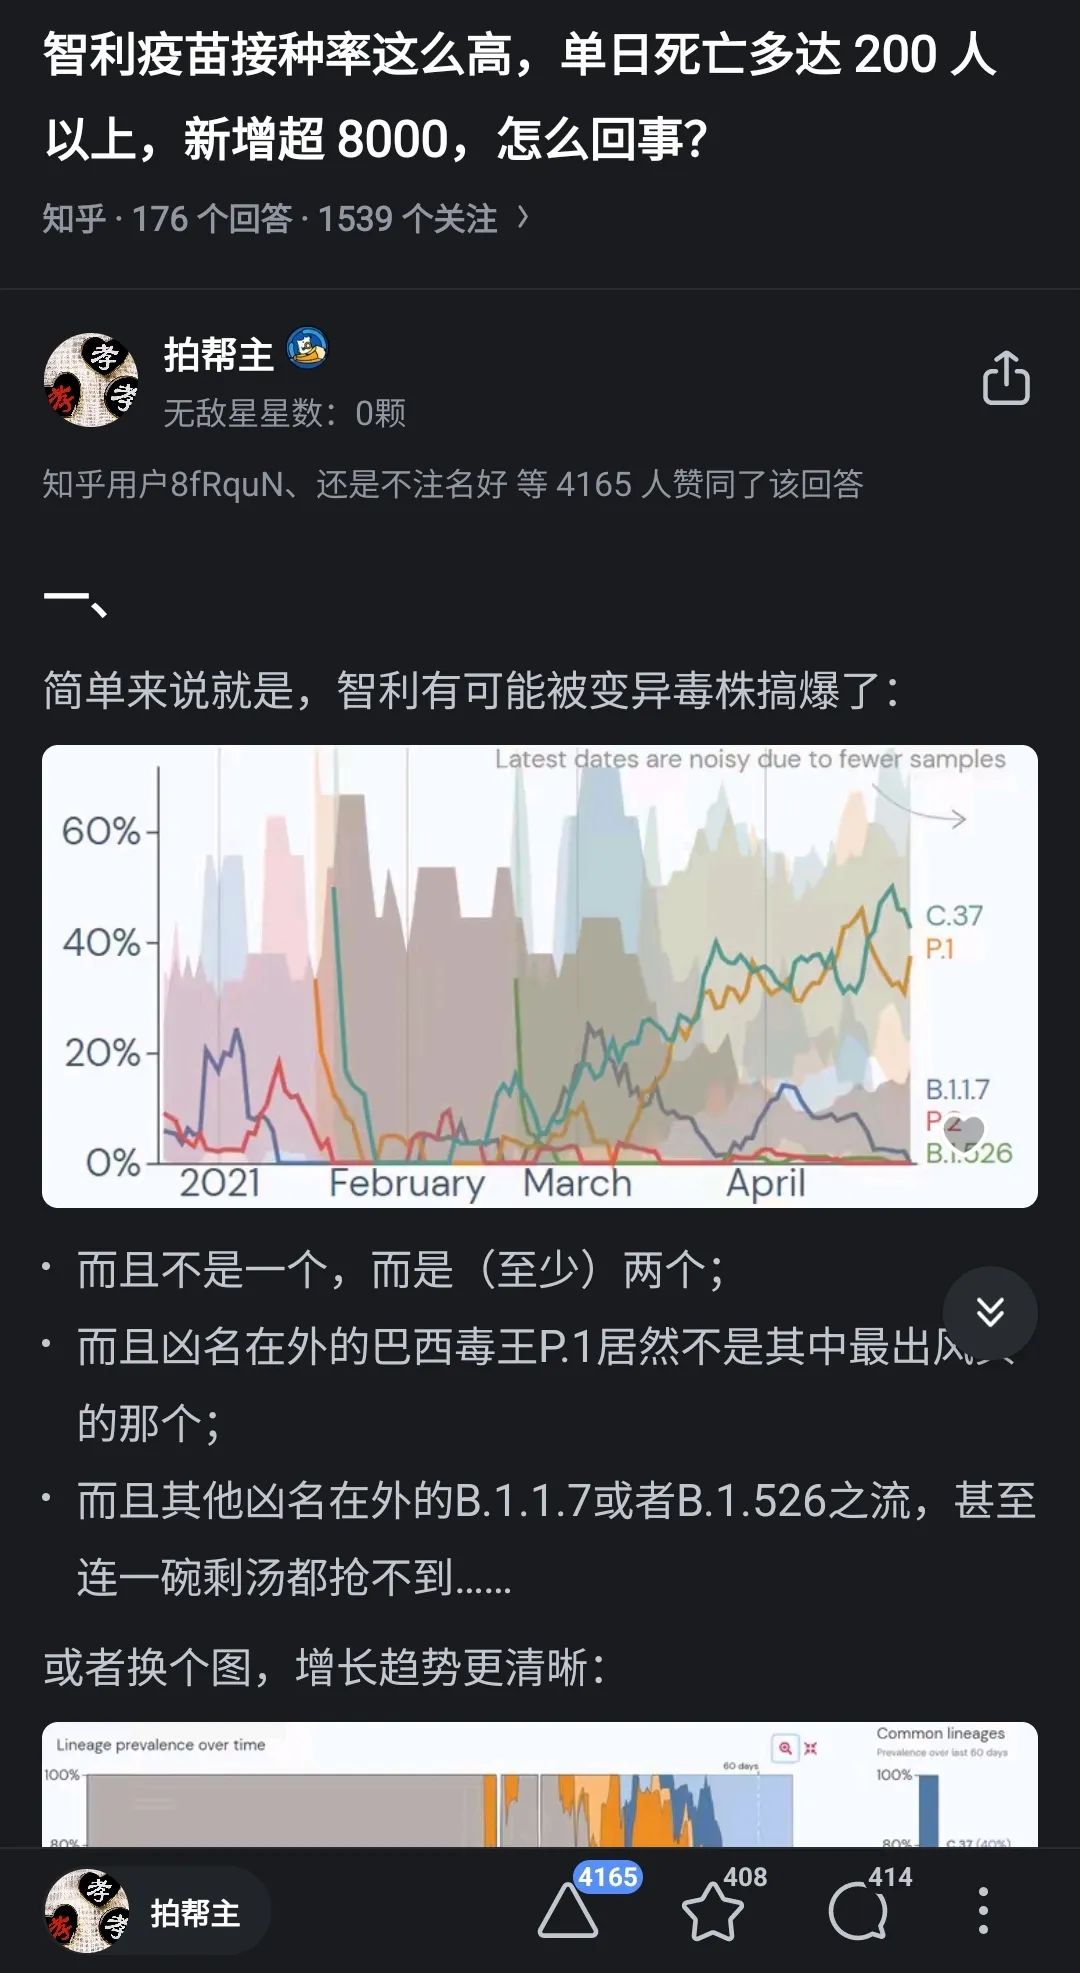 智利疫苗接种率这么高，单日死亡多达 200 人
以上，新增超 8000，怎么回事？
知乎 · 176 个回答 · 1539 个关注
拍帮主
无敌星星数：0颗
知乎用户8fRquN、还是不注名好 等 4165 人赞同了该回答
一、
简单来说就是，智利有可能被变异毒株搞爆了：
Latest dates are noisy due to fewer samples
60%
40%
20%
0%
2021 February March April
C.37
P.1
B.1.1.7
P.2
B.1.526
· 而且不是一个，而是（至少）两个；
· 而且凶名在外的巴西毒王P.1居然不是其中最出风
的那个；
· 而且其他凶名在外的B.1.1.7或者B.1.526之流，甚至
连一碗剩汤都抢不到……
或者换个图，增长趋势更清晰：
Lineage prevalence over time
60 days
100%
80%
Common lineages
Prevalence over last 60 days
100%
80%
C.37 (40%)
孝
孝
孝
拍帮主
4165
408
414